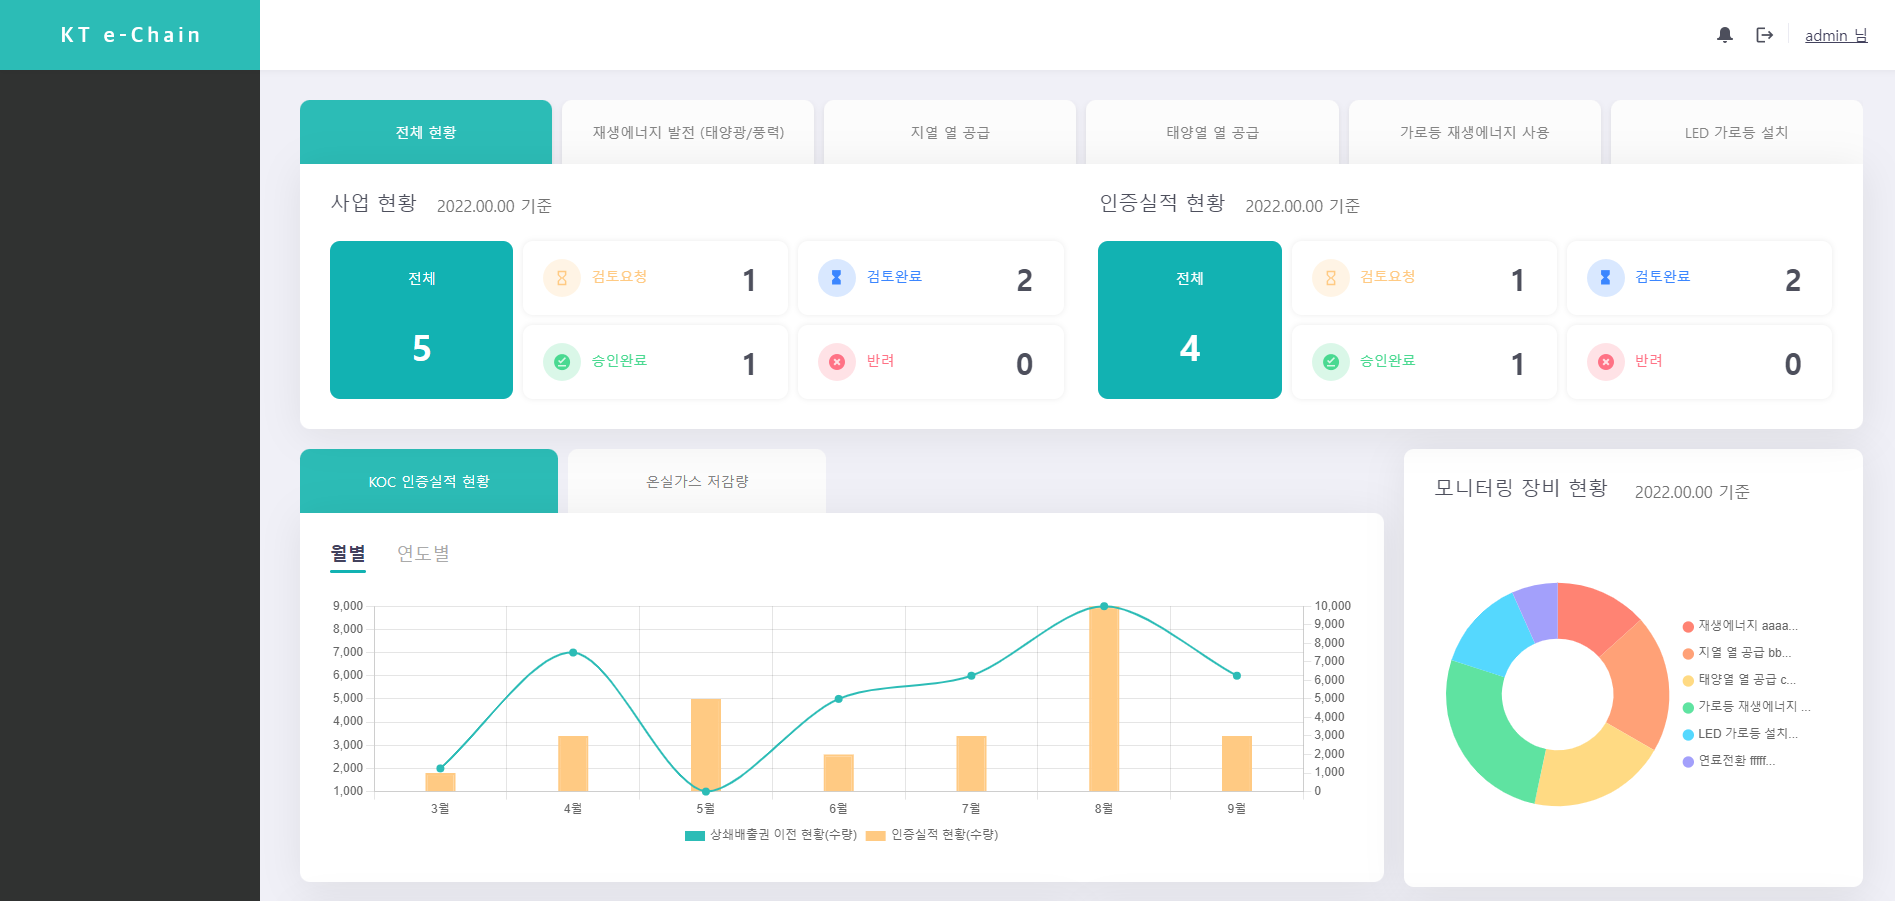 KT e-Chain
admin 님
전체 현황
재생에너지 발전 (태양광/풍력)
지열 열 공급
태양열 열 공급
가로등 재생에너지 사용
LED 가로등 설치
사업 현황 2022.00.00 기준
전체
5
검토요청 1
검토완료 2
승인완료 1
반려 0
인증실적 현황 2022.00.00 기준
전체
4
검토요청 1
검토완료 2
승인완료 1
반려 0
KOC 인증실적 현황
온실가스 저감량
월별 연도별
9,000
8,000
7,000
6,000
5,000
4,000
3,000
2,000
1,000
10,000
9,000
8,000
7,000
6,000
5,000
4,000
3,000
2,000
1,000
0
3월 4월 5월 6월 7월 8월 9월
상쇄배출권 이전 현황(수량) 인증실적 현황(수량)
모니터링 장비 현황 2022.00.00 기준
재생에너지 aaaa...
지열 열 공급 bb...
태양열 열 공급 c...
가로등 재생에너지 ...
LED 가로등 설치...
연료전환 fffff...